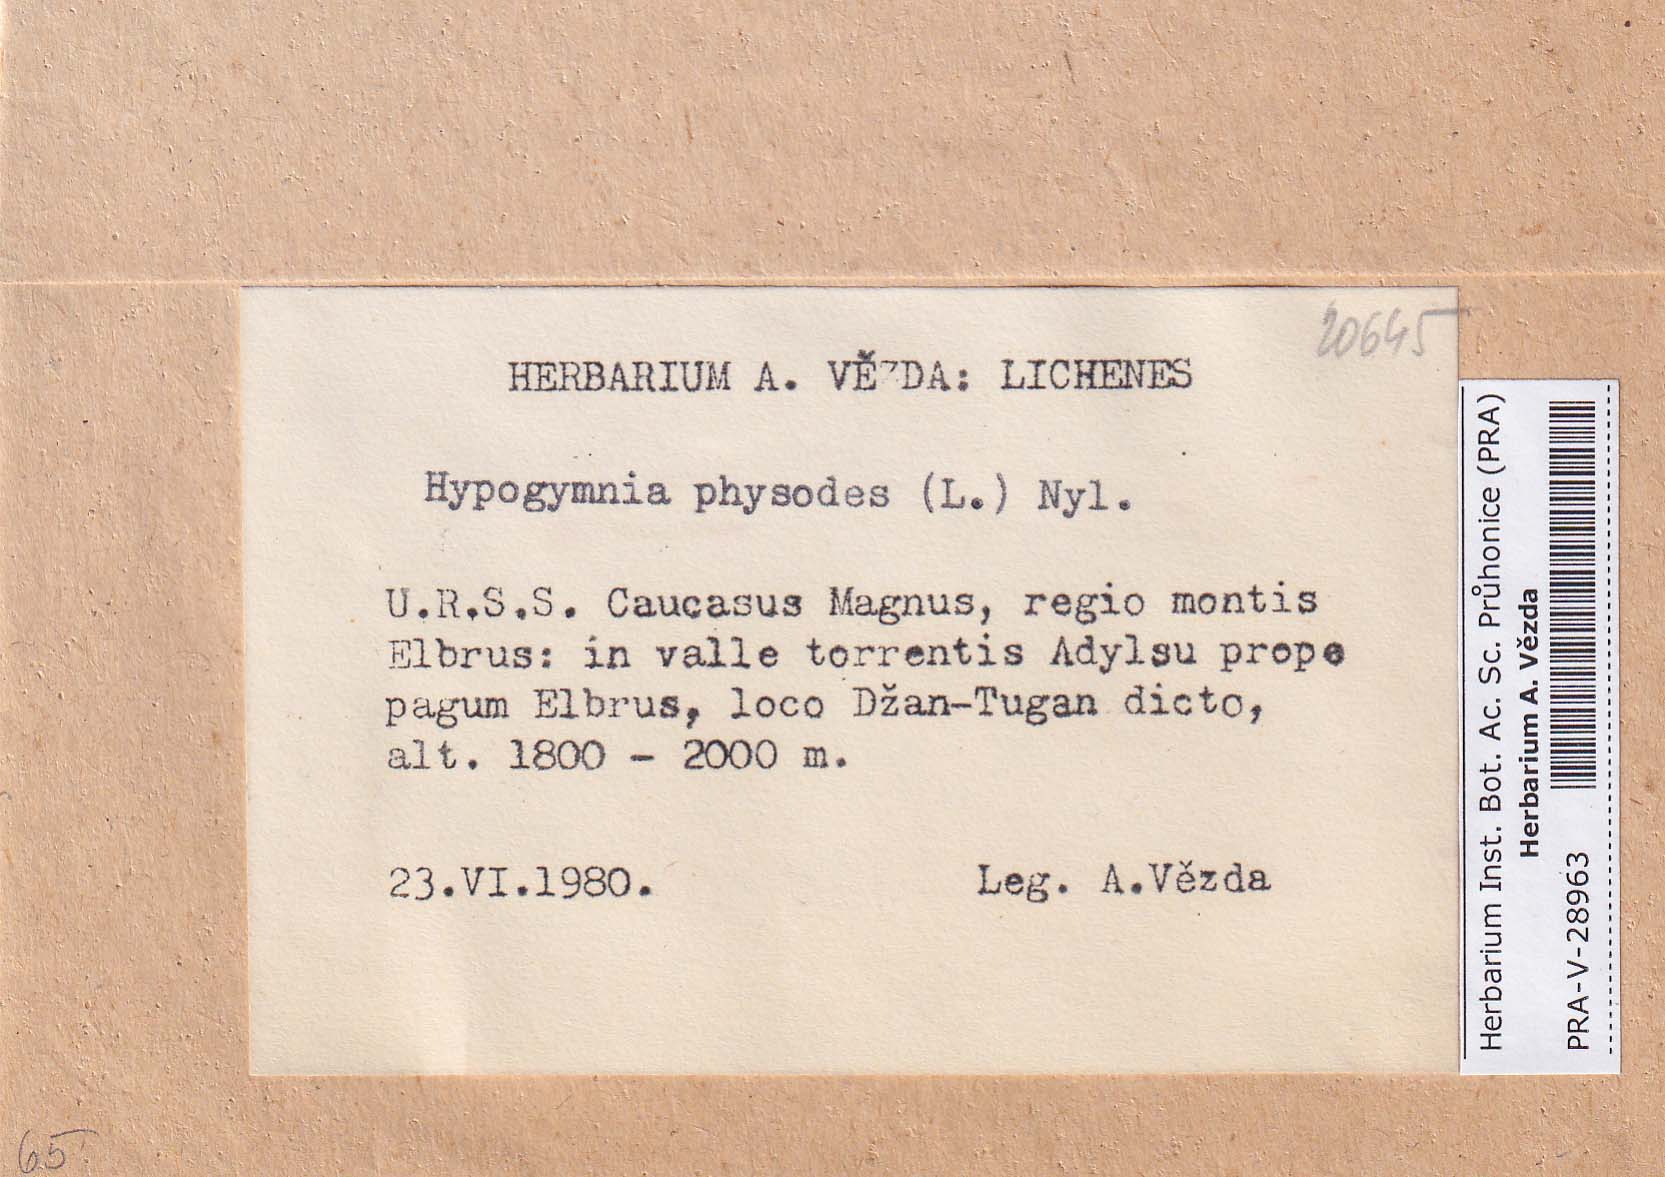 20645
HERBARIUM A. VĚZDA: LICHENES
Hypogymnia physodes (L.) Nyl.
U.R.S.S. Caucasus Magnus, regio montis
Elbrus: in valle torrentis Adylsu prope
pagum Elbrus, loco Džan-Tugan dicto,
alt. 1800 - 2000 m.
23.VI.1980. Leg. A.Vězda
Herbarium Inst. Bot. Ac. Sc. Průhonice (PRA)
Herbarium A. Vězda
PRA-V-28963
65